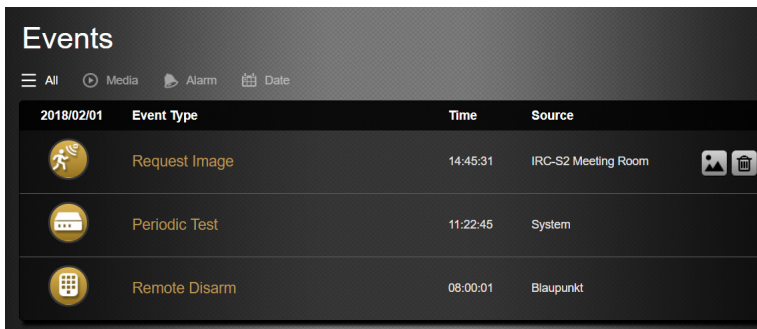 Events
All Media Alarm Date
2018/02/01 Event Type Time Source
Request Image 14:45:31 IRC-S2 Meeting Room
Periodic Test 11:22:45 System
Remote Disarm 08:00:01 Blaupunkt